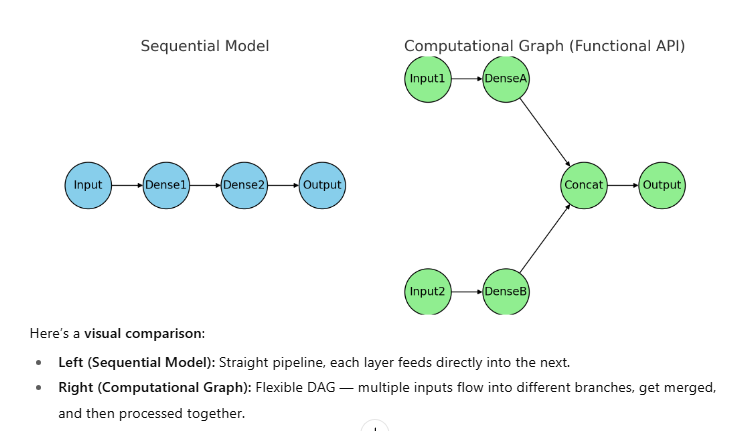 Sequential Model
Computational Graph (Functional API)
Input1
DenseA
Input
Dense1
Dense2
Output
Concat
Output
Input2
DenseB
Here's a visual comparison:
• Left (Sequential Model): Straight pipeline, each layer feeds directly into the next.
• Right (Computational Graph): Flexible DAG — multiple inputs flow into different branches, get merged,
and then processed together.